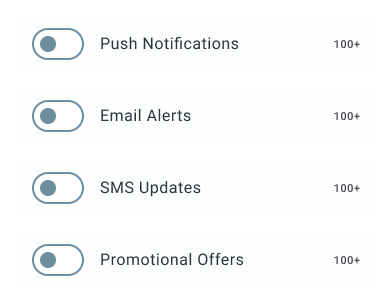 Push Notifications 100+
Email Alerts 100+
SMS Updates 100+
Promotional Offers 100+